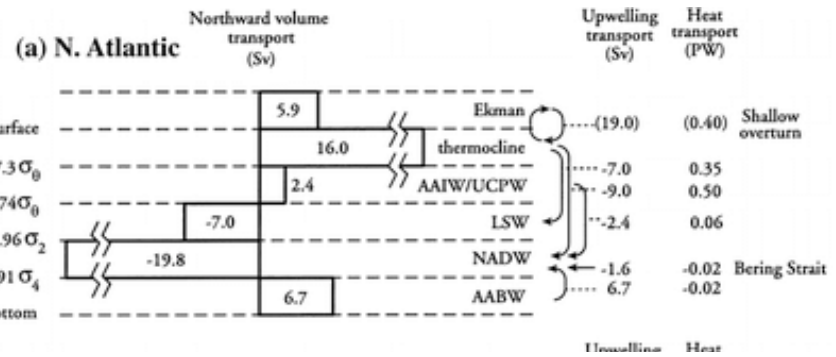 Northward volume
transport
(Sv)
Upwelling
transport
(Sv)
Heat
transport
(PW)
(a) N. Atlantic
5.9
Ekman
(19.0)
(0.40)
Shallow
overturn
16.0
thermocline
-7.0
0.35
2.4
AAIW/UCPW
-9.0
0.50
-7.0
LSW
-2.4
0.06
-19.8
NADW
-1.6
-0.02
Bering Strait
6.7
AABW
6.7
-0.02
urface
7.3 σθ
74σθ
.96 σ2
91 σ4
ottom
Upwelling
Heat